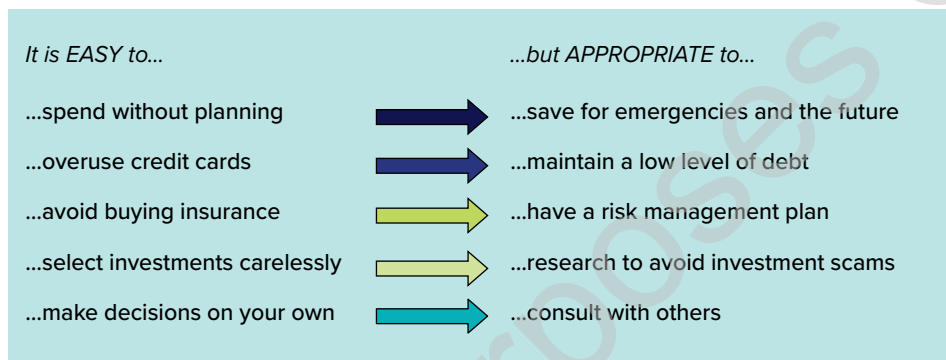 It is EASY to... ...but APPROPRIATE to...
...spend without planning ...save for emergencies and the future
...overuse credit cards ...maintain a low level of debt
...avoid buying insurance ...have a risk management plan
...select investments carelessly ...research to avoid investment scams
...make decisions on your own ...consult with others